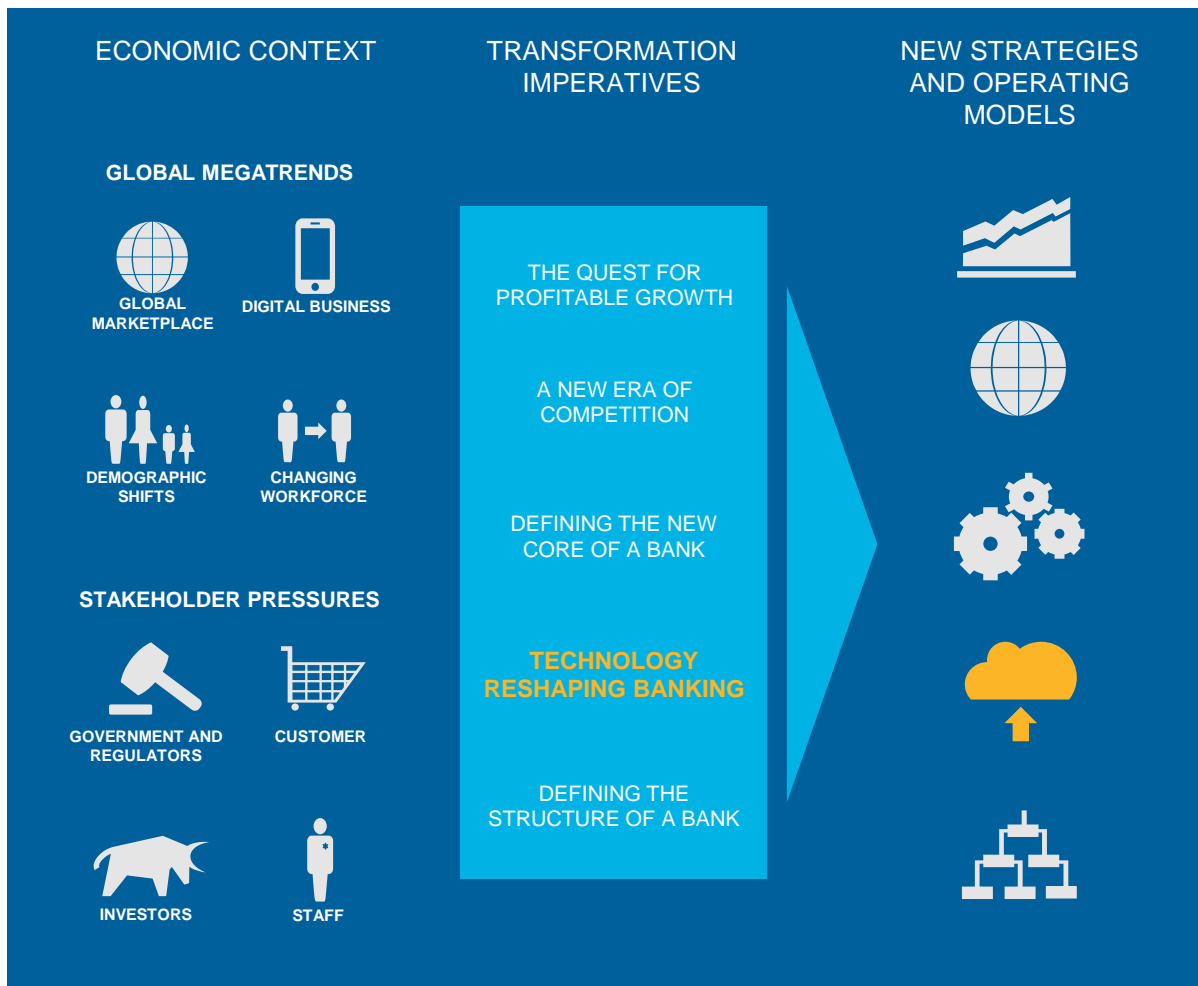 ECONOMIC CONTEXT
TRANSFORMATION
IMPERATIVES
NEW STRATEGIES
AND OPERATING
MODELS
GLOBAL MEGATRENDS
GLOBAL
MARKETPLACE
DIGITAL BUSINESS
DEMOGRAPHIC
SHIFTS
CHANGING
WORKFORCE
STAKEHOLDER PRESSURES
GOVERNMENT AND
REGULATORS
CUSTOMER
INVESTORS
STAFF
THE QUEST FOR
PROFITABLE GROWTH
A NEW ERA OF
COMPETITION
DEFINING THE NEW
CORE OF A BANK
TECHNOLOGY
RESHAPING BANKING
DEFINING THE
STRUCTURE OF A BANK